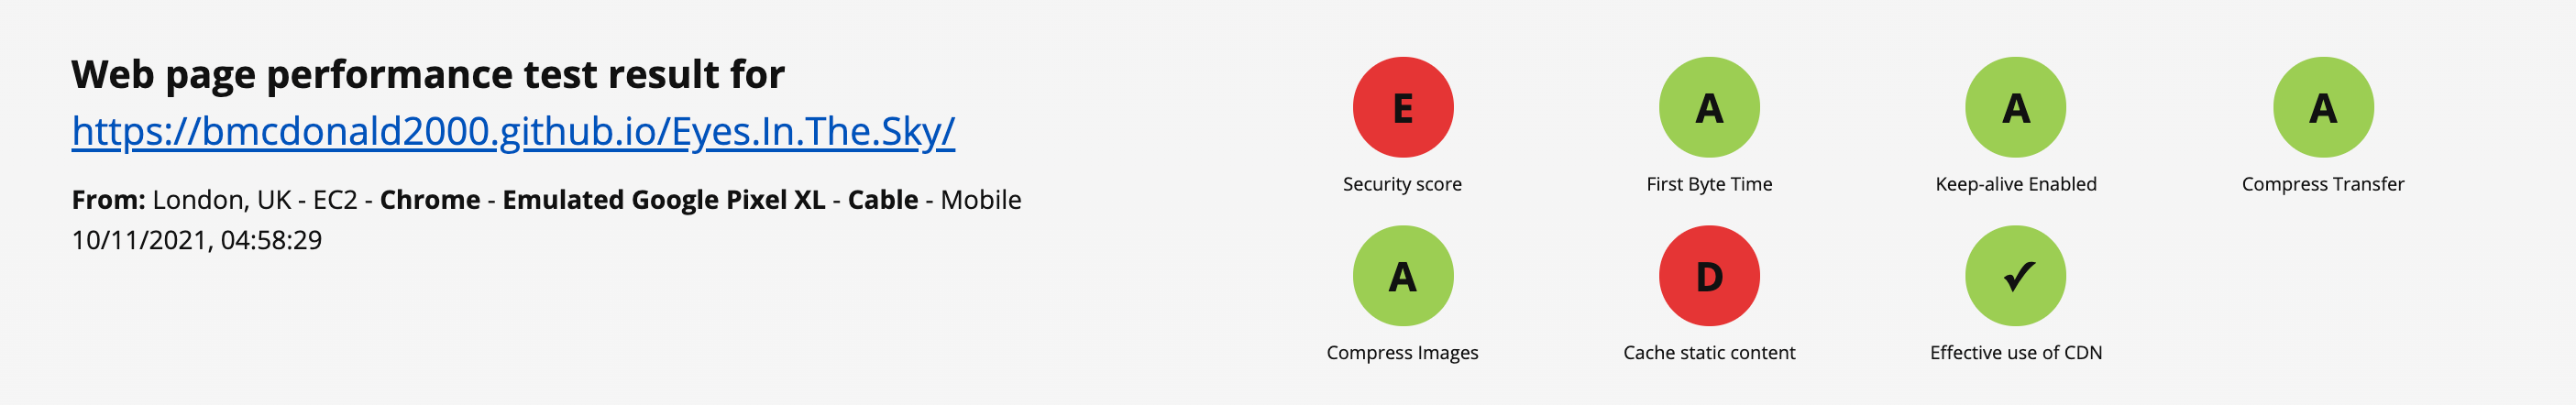 Web page performance test result for
https://bmcdonald2000.github.io/Eyes.In.The.Sky/
From: London, UK - EC2 - Chrome - Emulated Google Pixel XL - Cable - Mobile
10/11/2021, 04:58:29
E
Security score
A
First Byte Time
A
Keep-alive Enabled
A
Compress Transfer
A
Compress Images
D
Cache static content
✓
Effective use of CDN